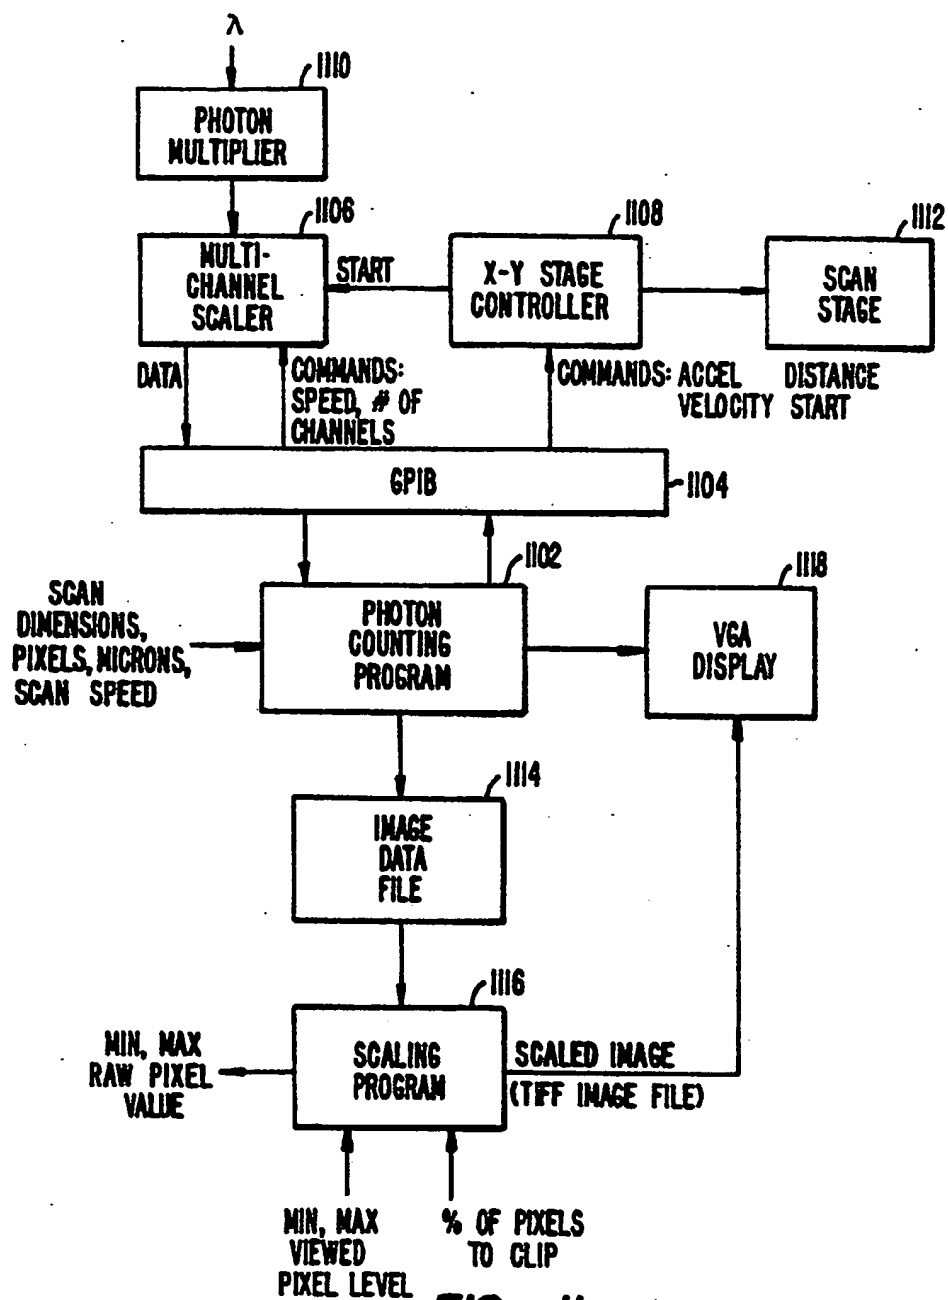 λ
1110
PHOTON
MULTIPLIER
1106
MULTI-
CHANNEL
SCALER
START
1108
X-Y STAGE
CONTROLLER
1112
SCAN
STAGE
DATA
COMMANDS:
SPEED, # OF
CHANNELS
COMMANDS: ACCEL DISTANCE
VELOCITY START
GPIB
1104
1102
SCAN
DIMENSIONS,
PIXELS, MICRONS,
SCAN SPEED
PHOTON
COUNTING
PROGRAM
1118
VGA
DISPLAY
1114
IMAGE
DATA
FILE
1116
MIN, MAX
RAW PIXEL
VALUE
SCALING
PROGRAM
SCALED IMAGE
(TIFF IMAGE FILE)
MIN, MAX
VIEWED
PIXEL LEVEL
% OF PIXELS
TO CLIP